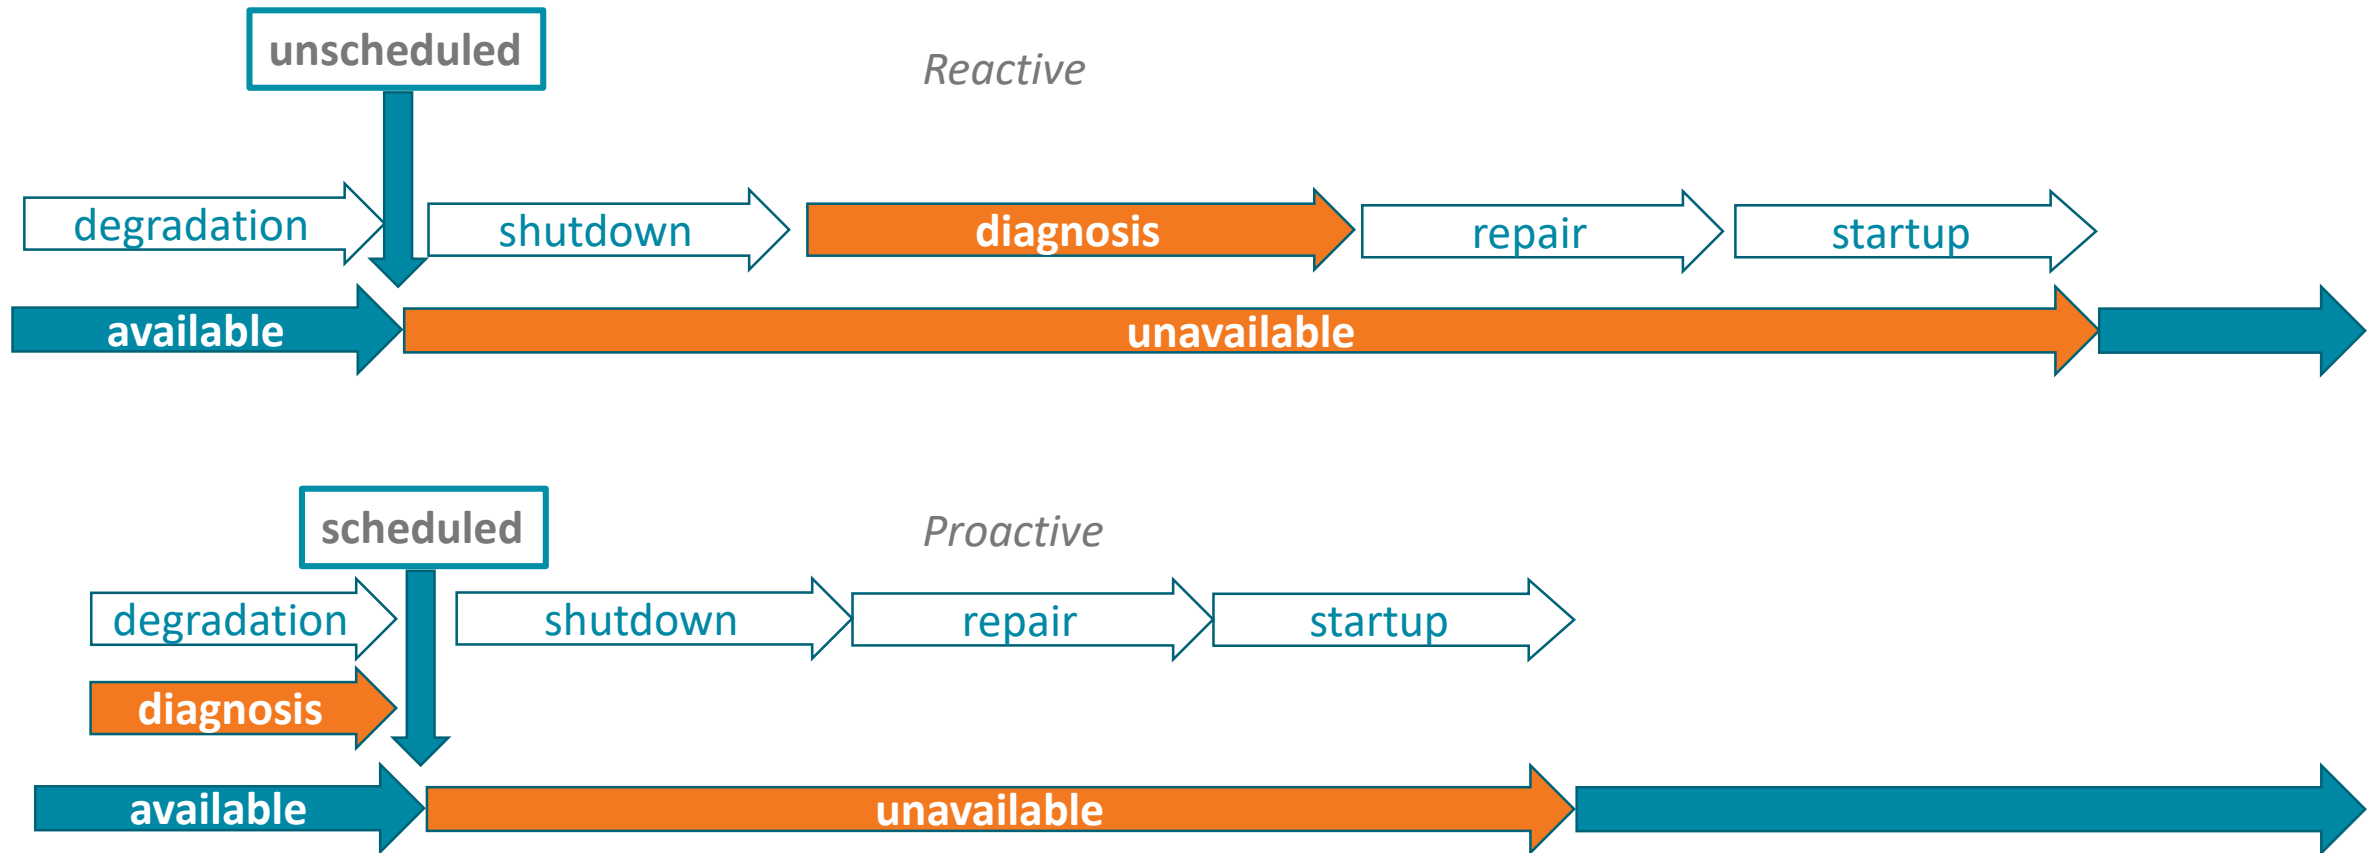 unscheduled
Reactive
degradation
shutdown
diagnosis
repair
startup
available
unavailable
scheduled
Proactive
degradation
shutdown
repair
startup
diagnosis
available
unavailable